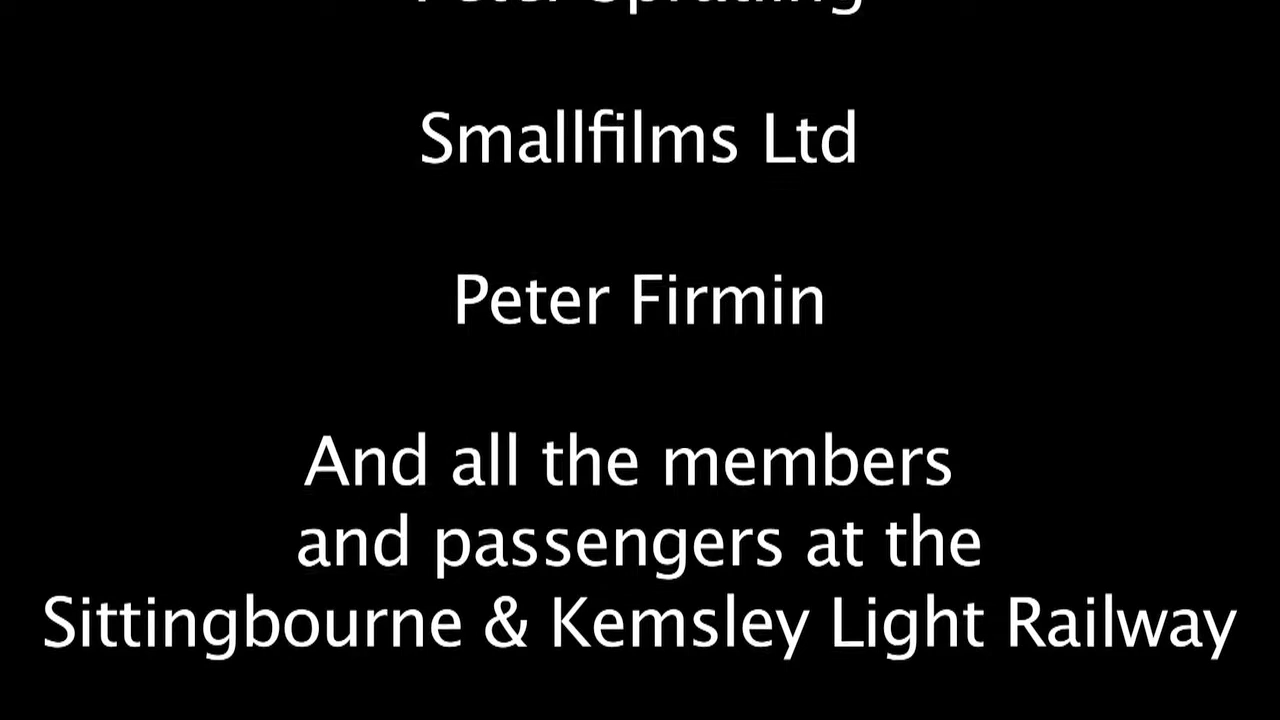 Smallfilms Ltd
Peter Firmin
And all the members
and passengers at the
Sittingbourne & Kemsley Light Railway